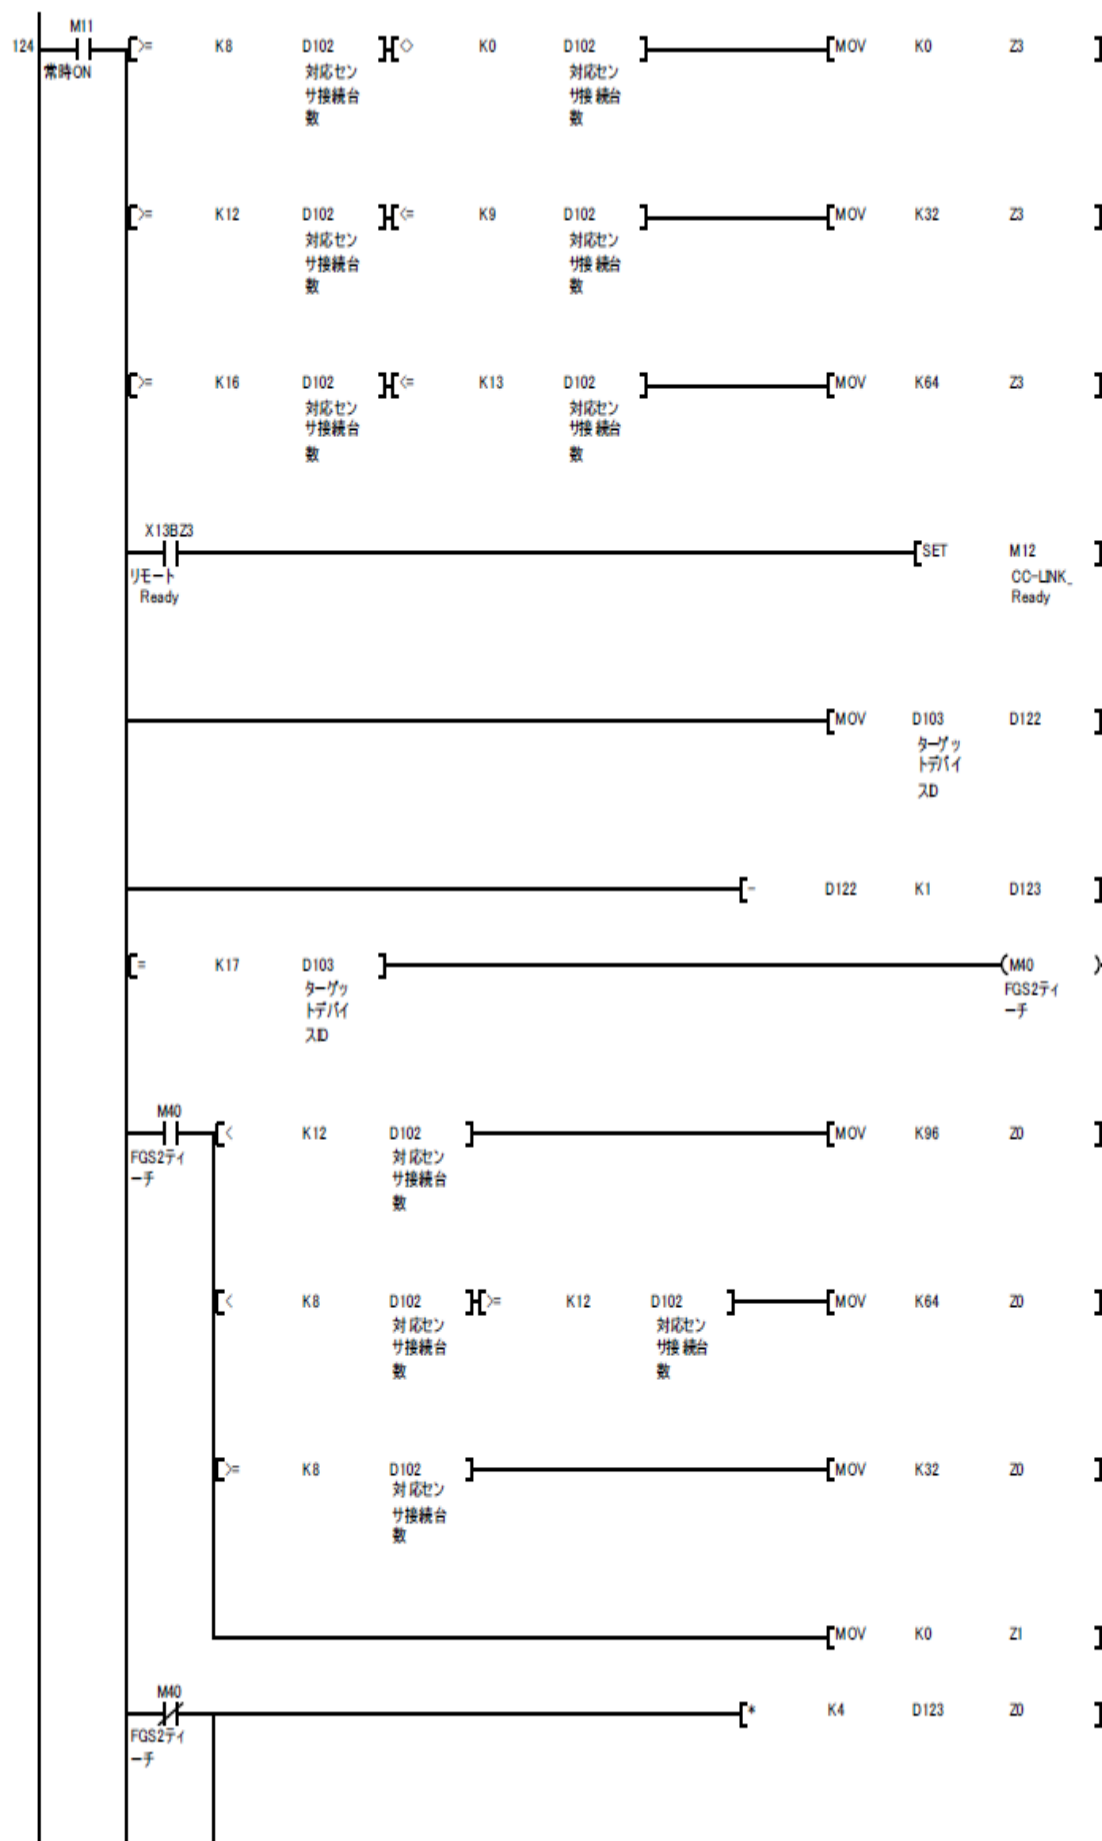 M11
124 [>= K8 D102 ][<> K0 D102 ] [MOV K0 Z3 ]
常時ON 対応セン 対応セン
サ接続台 サ接続台
数 数
[>= K12 D102 ][<= K9 D102 ] [MOV K32 Z3 ]
対応セン 対応セン
サ接続台 サ接続台
数 数
[>= K16 D102 ][<= K13 D102 ] [MOV K64 Z3 ]
対応セン 対応セン
サ接続台 サ接続台
数 数
X13BZ3
[SET M12 ]
リモート CC-LINK_
Ready Ready
[MOV D103 D122 ]
ターゲッ
トデバイ
スID
[- D122 K1 D123 ]
[= K17 D103 ] (M40 )
ターゲッ FGS2ティ
トデバイ ーチ
スID
M40
[< K12 D102 ] [MOV K96 Z0 ]
FGS2ティ 対応セン
ーチ サ接続台
数
[< K8 D102 ][>= K12 D102 ] [MOV K64 Z0 ]
対応セン 対応セン
サ接続台 サ接続台
数 数
[>= K8 D102 ] [MOV K32 Z0 ]
対応セン
サ接続台
数
[MOV K0 Z1 ]
M40
[* K4 D123 Z0 ]
FGS2ティ
ーチ